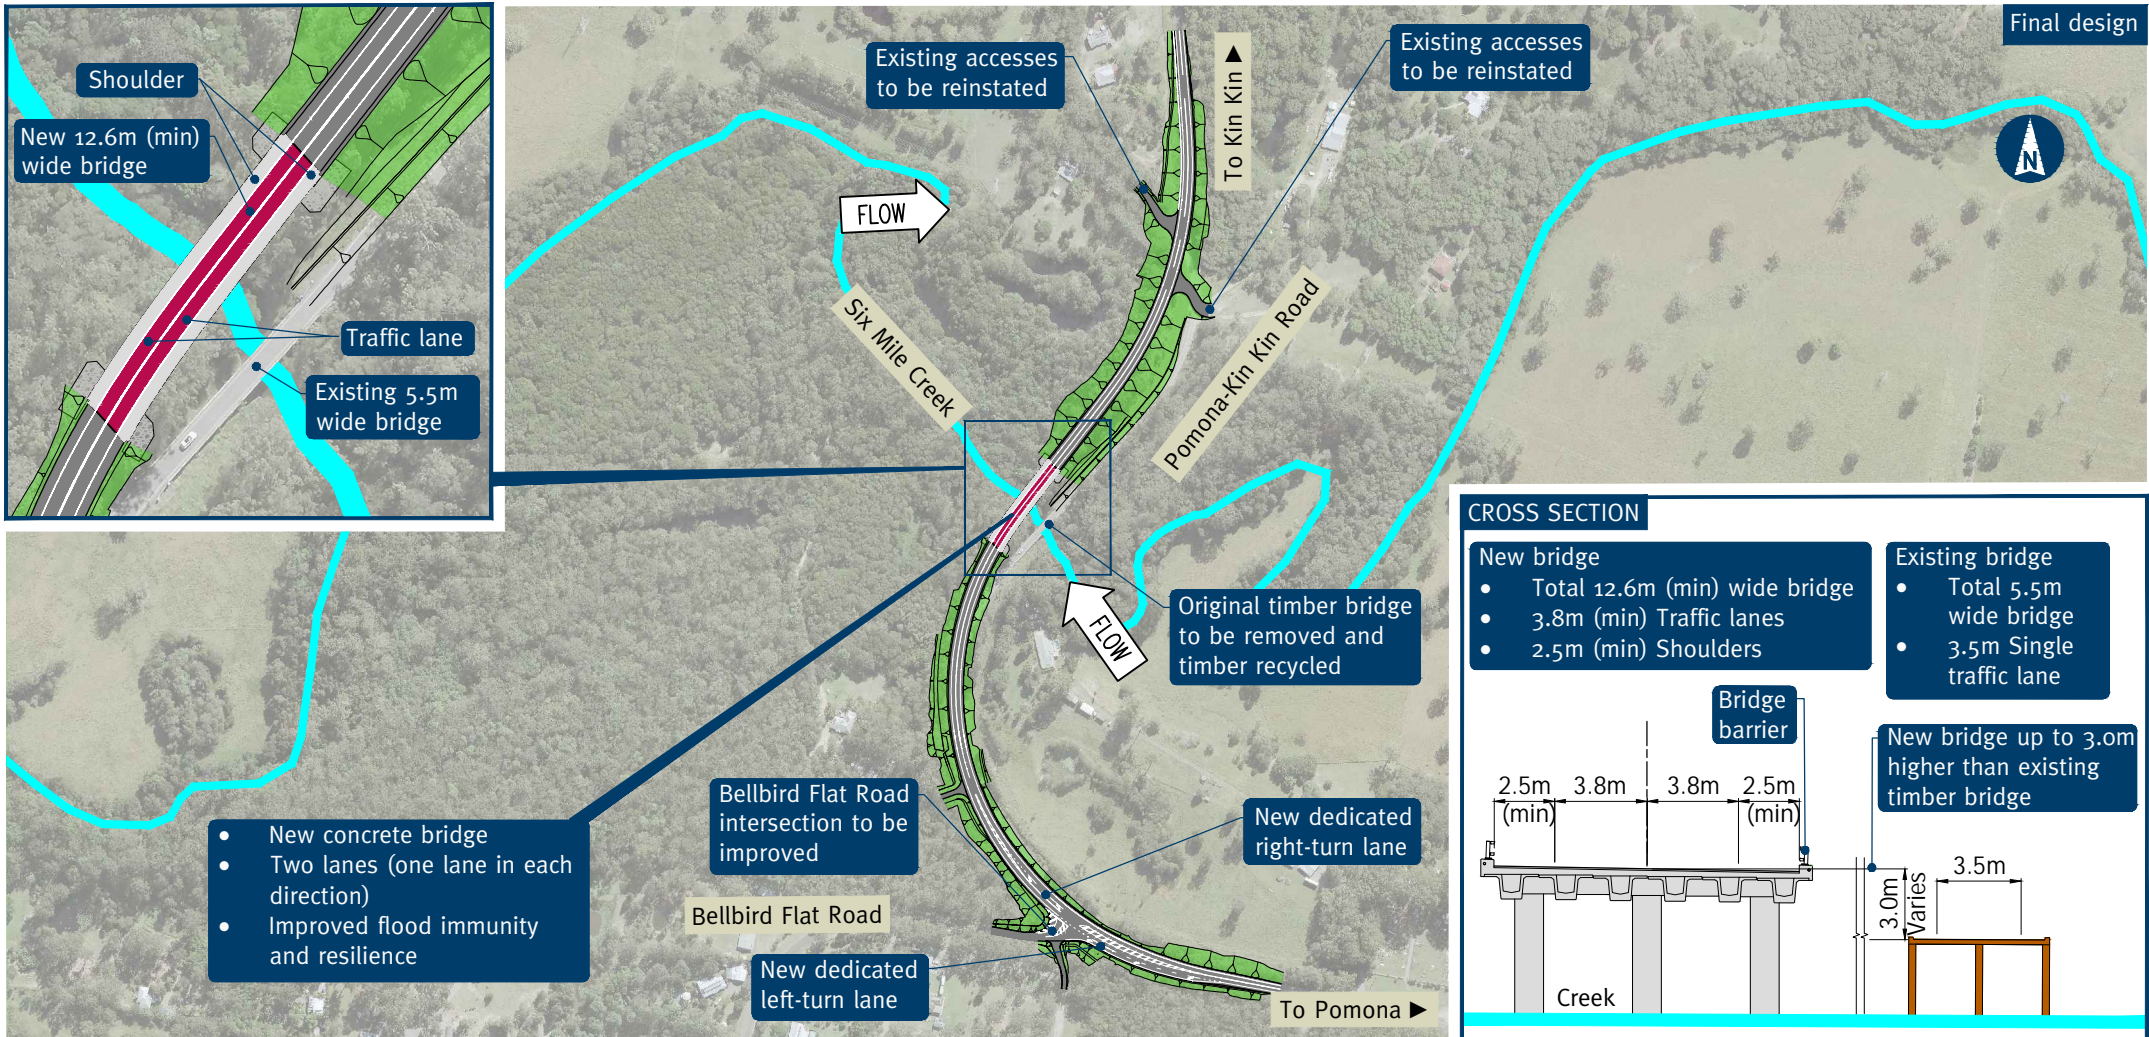 Final design
Shoulder
New 12.6m (min)
wide bridge
Traffic lane
Existing 5.5m
wide bridge
Existing accesses
to be reinstated
To Kin Kin ▶
Existing accesses
to be reinstated
N
FLOW
Six Mile Creek
Pomona-Kin Kin Road
FLOW
Original timber bridge
to be removed and
timber recycled
• New concrete bridge
• Two lanes (one lane in each
direction)
• Improved flood immunity
and resilience
Bellbird Flat Road
intersection to be
improved
New dedicated
right-turn lane
Bellbird Flat Road
New dedicated
left-turn lane
To Pomona ▶
CROSS SECTION
New bridge
• Total 12.6m (min) wide bridge
• 3.8m (min) Traffic lanes
• 2.5m (min) Shoulders
Existing bridge
• Total 5.5m
wide bridge
• 3.5m Single
traffic lane
Bridge
barrier
New bridge up to 3.0m
higher than existing
timber bridge
2.5m 3.8m 3.8m 2.5m
(min) (min)
3.5m
3.0m
Varies
Creek